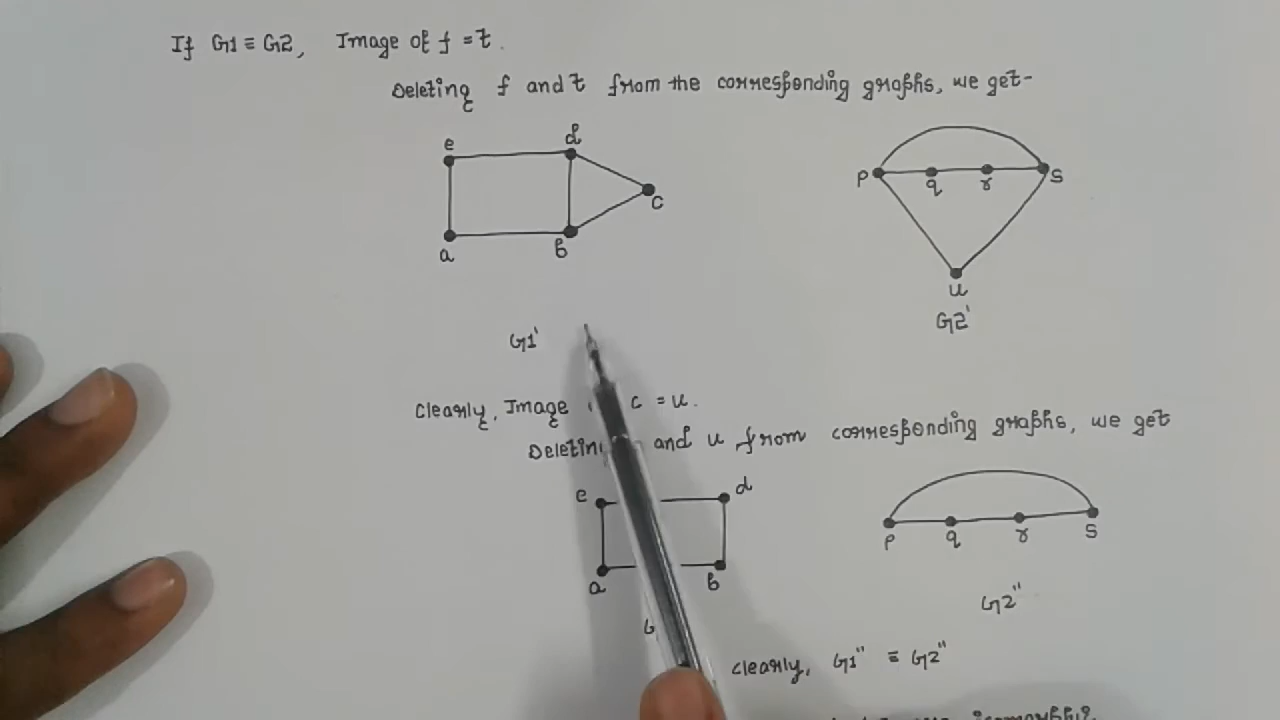 If G1 ≡ G2, Image of f = t.
Deleting f and t from the corresponding graphs, we get-
e d
c
a b
p q r s
u
G1'
G2'
Clearly, Image c = u.
and u from corresponding graphs, we get
e d
a b
p q r s
G2"
clearly, G1" ≡ G2"